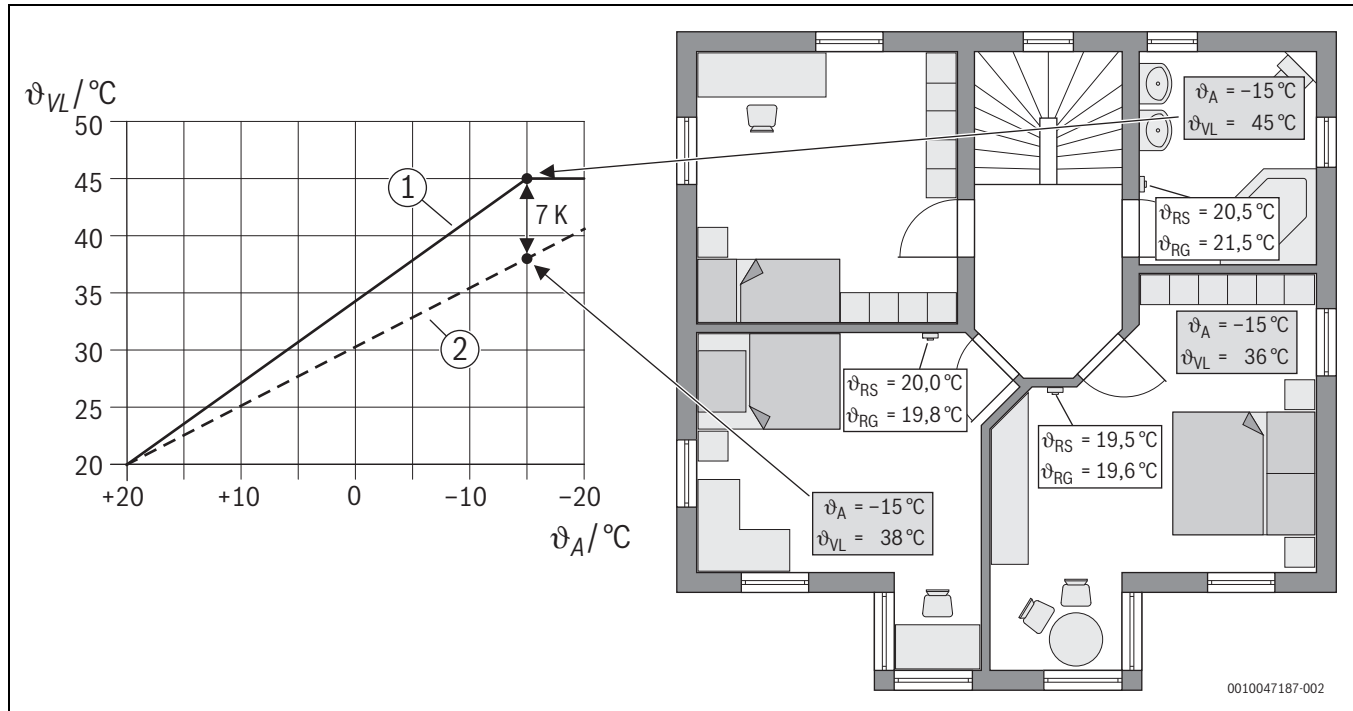 ϑVL/°C
50
45
40
35
30
25
20
+20
+10
0
−10
−20
ϑA/°C
1
2
7 K
ϑA = −15 °C
ϑVL = 45 °C
ϑRS = 20,5 °C
ϑRG = 21,5 °C
ϑA = −15 °C
ϑVL = 36 °C
ϑRS = 20,0 °C
ϑRG = 19,8 °C
ϑRS = 19,5 °C
ϑRG = 19,6 °C
ϑA = −15 °C
ϑVL = 38 °C
0010047187-002